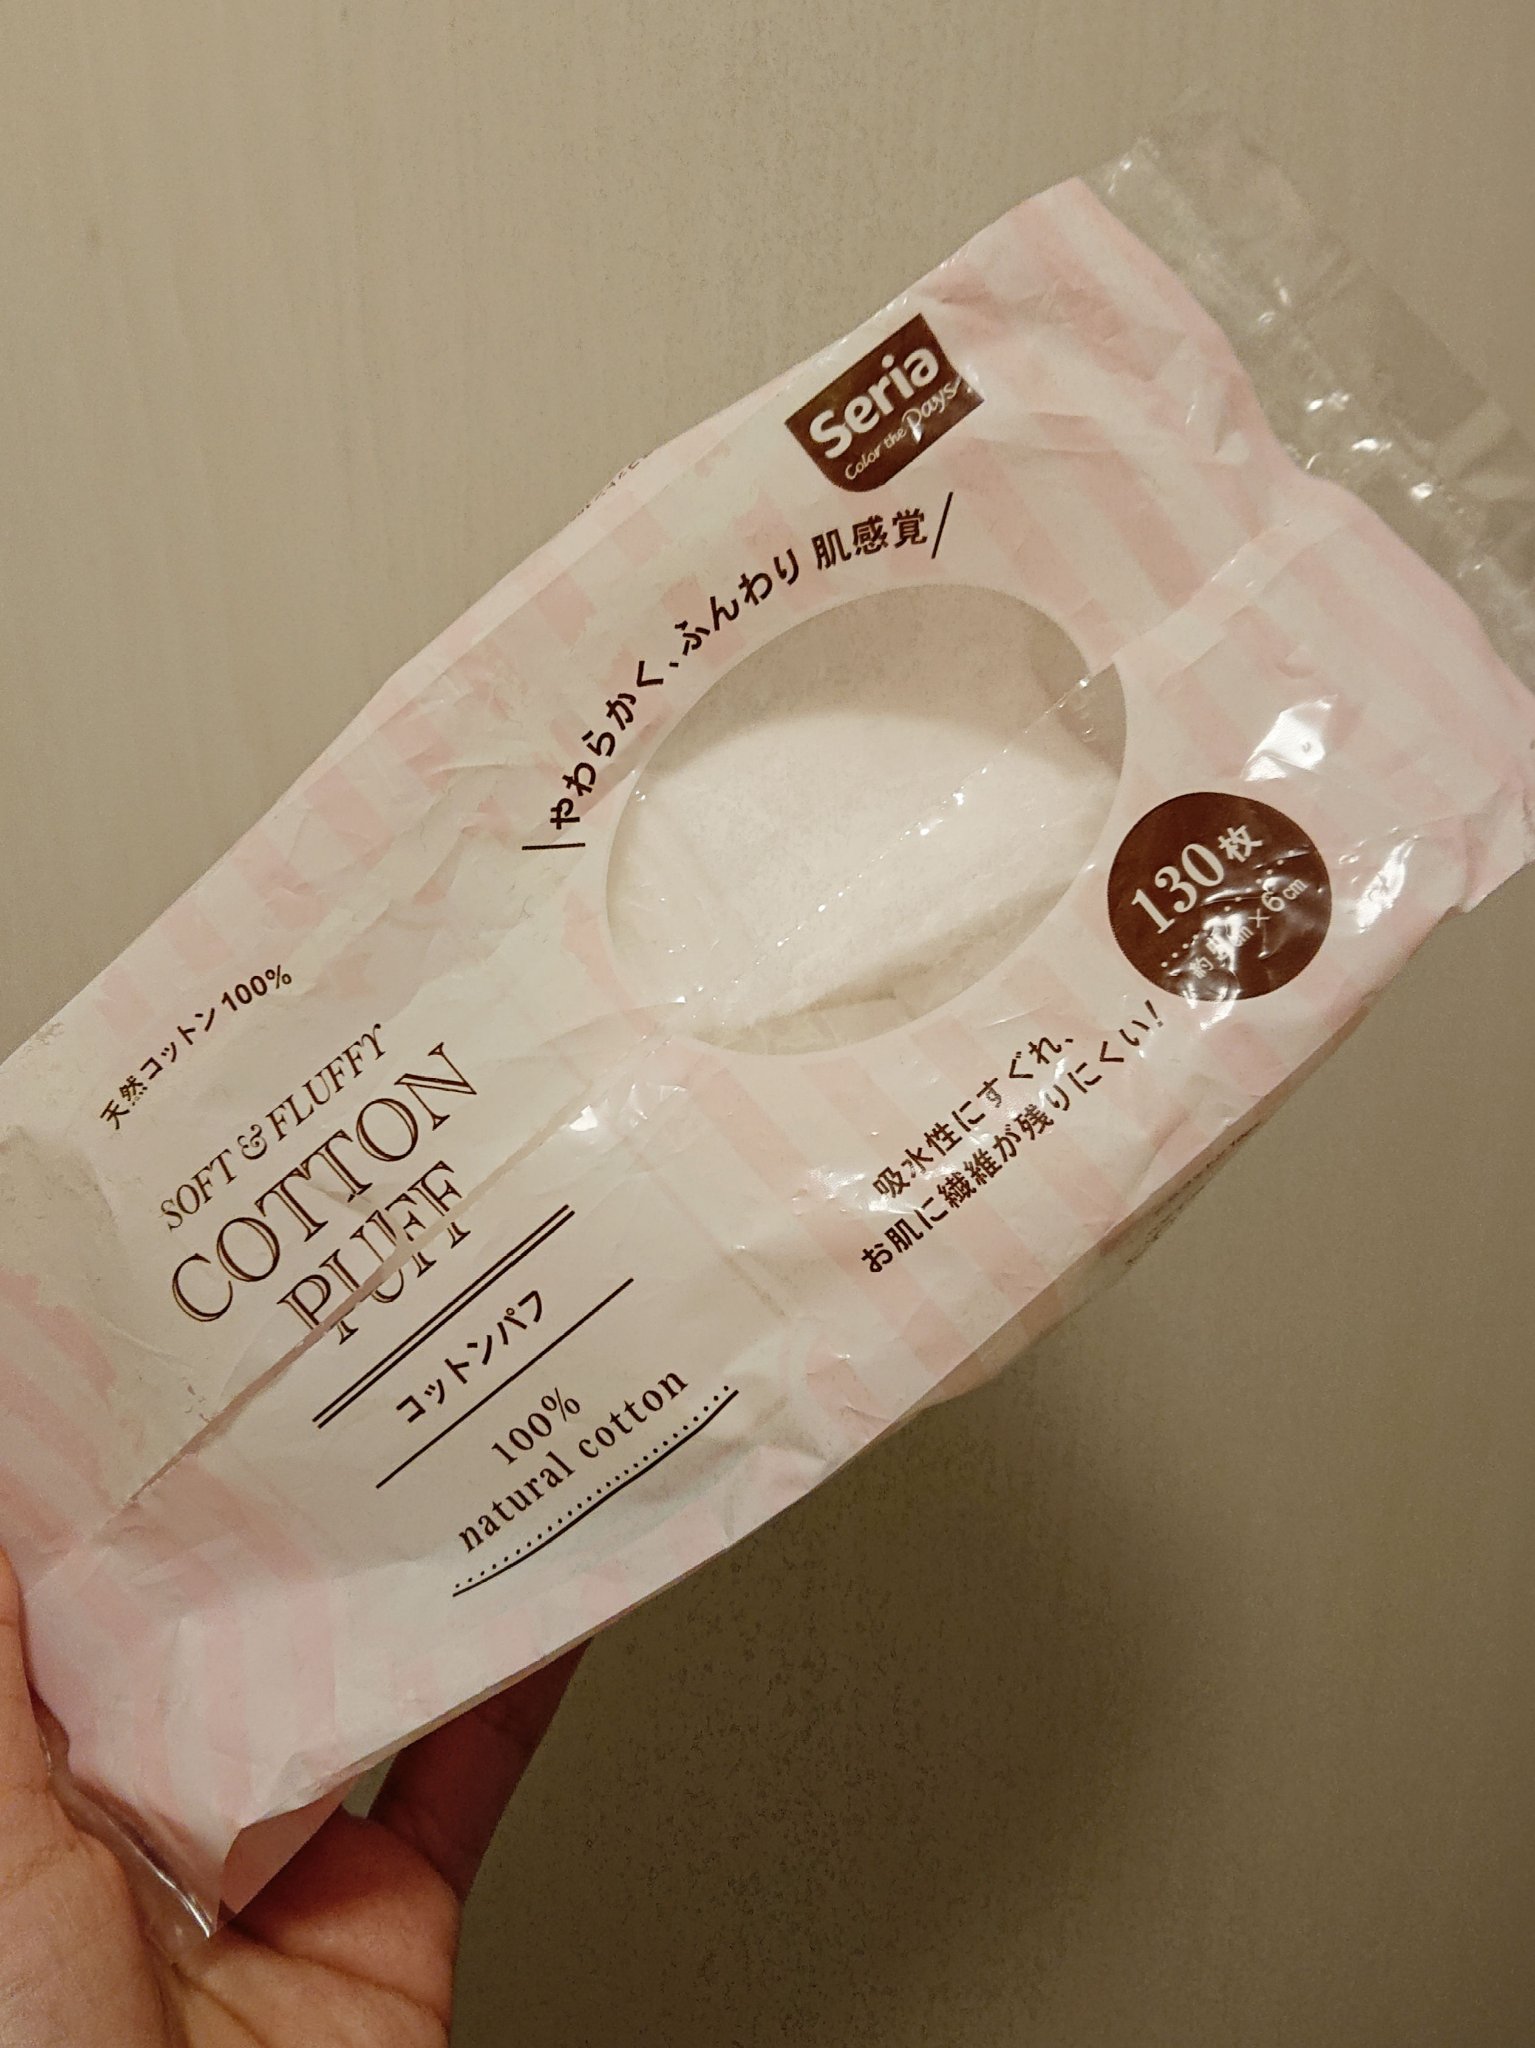 Seria
Color the Days
やわらかく、ふんわり 肌感覚
130枚
約 cm × 6cm
吸水性にすぐれ、
お肌に繊維が残りにくい!
天然コットン100%
SOFT & FLUFFY
COTTON
PUFF
コットンパフ
100%
natural cotton